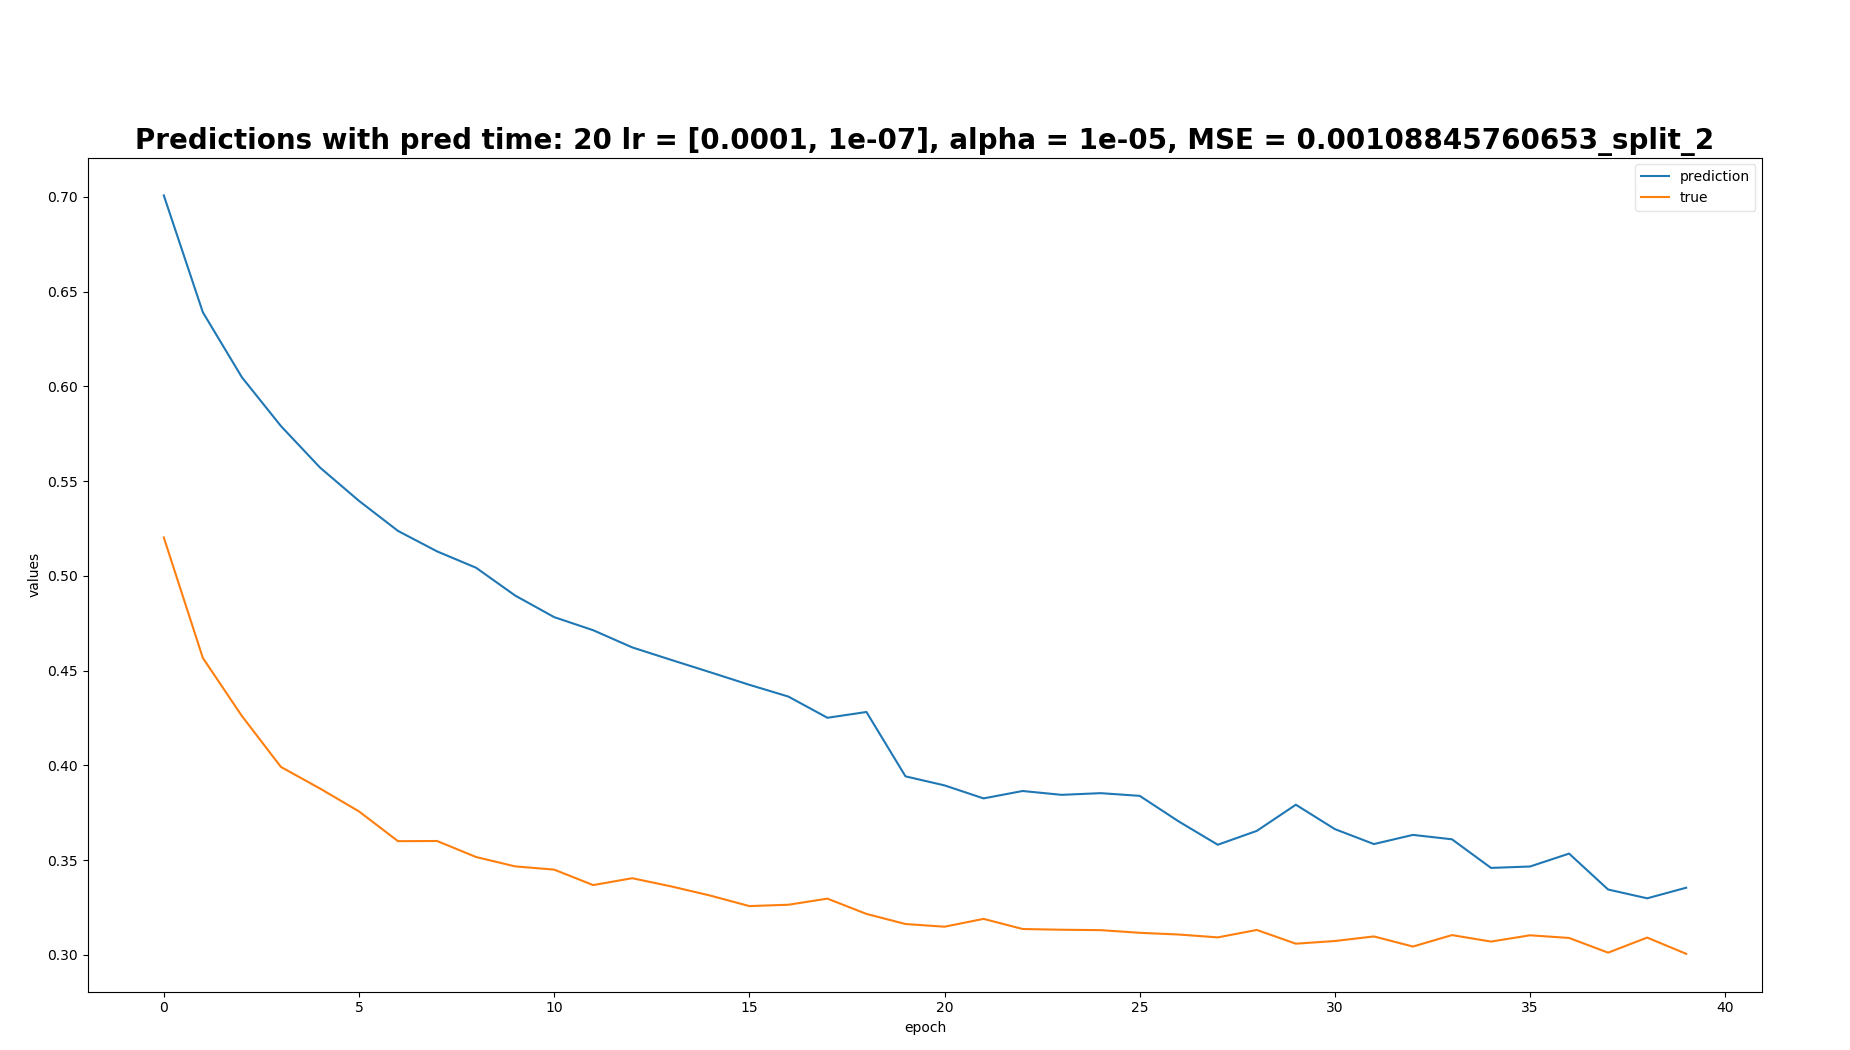 Predictions with pred time: 20 lr = [0.0001, 1e-07], alpha = 1e-05, MSE = 0.00108845760653_split_2
prediction
true
0.70
0.65
0.60
0.55
0.50
0.45
0.40
0.35
0.30
values
0 5 10 15 20 25 30 35 40
epoch